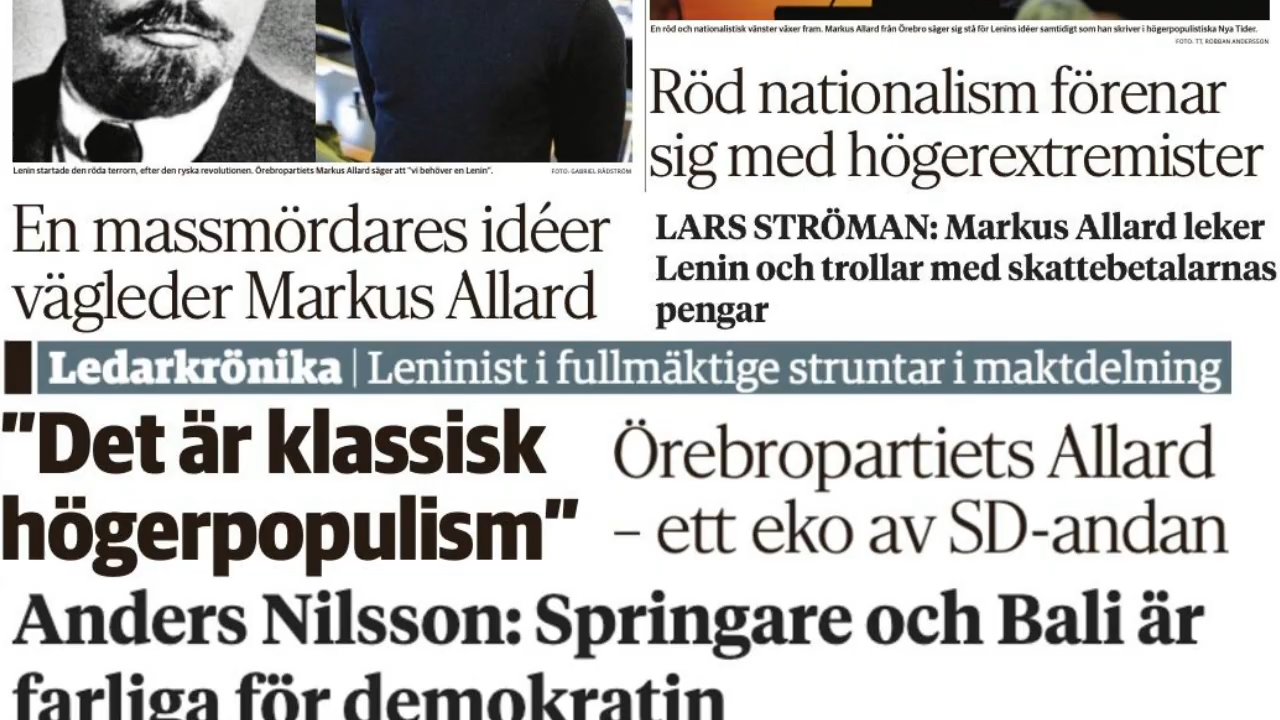 En röd och nationalistisk vänster växer fram. Markus Allard från Örebro säger sig stå för Lenins idéer samtidigt som han skriver i högerpopulistiska Nya Tider.
FOTO: TT, ROBBAN ANDERSSON
Röd nationalism förenar
sig med högerextremister
LARS STRÖMAN: Markus Allard leker
Lenin och trollar med skattebetalarnas
pengar
Lenin startade den röda terrorn, efter den ryska revolutionen. Örebropartiets Markus Allard säger att "vi behöver en Lenin".
FOTO: GABRIEL RÅDSTRÖM
En massmördares idéer
vägleder Markus Allard
Ledarkrönika | Leninist i fullmäktige struntar i maktdelning
"Det är klassisk
högerpopulism"
Örebropartiets Allard
– ett eko av SD-andan
Anders Nilsson: Springare och Bali är
farliga för demokratin